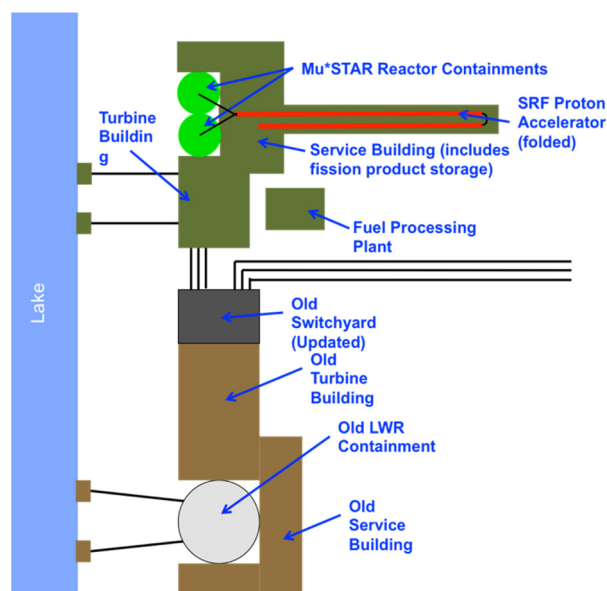 Mu*STAR Reactor Containments
SRF Proton
Accelerator
(folded)
Turbine
Buildin
g
Service Building (includes
fission product storage)
Fuel Processing
Plant
Lake
Old
Switchyard
(Updated)
Old
Turbine
Building
Old LWR
Containment
Old
Service
Building